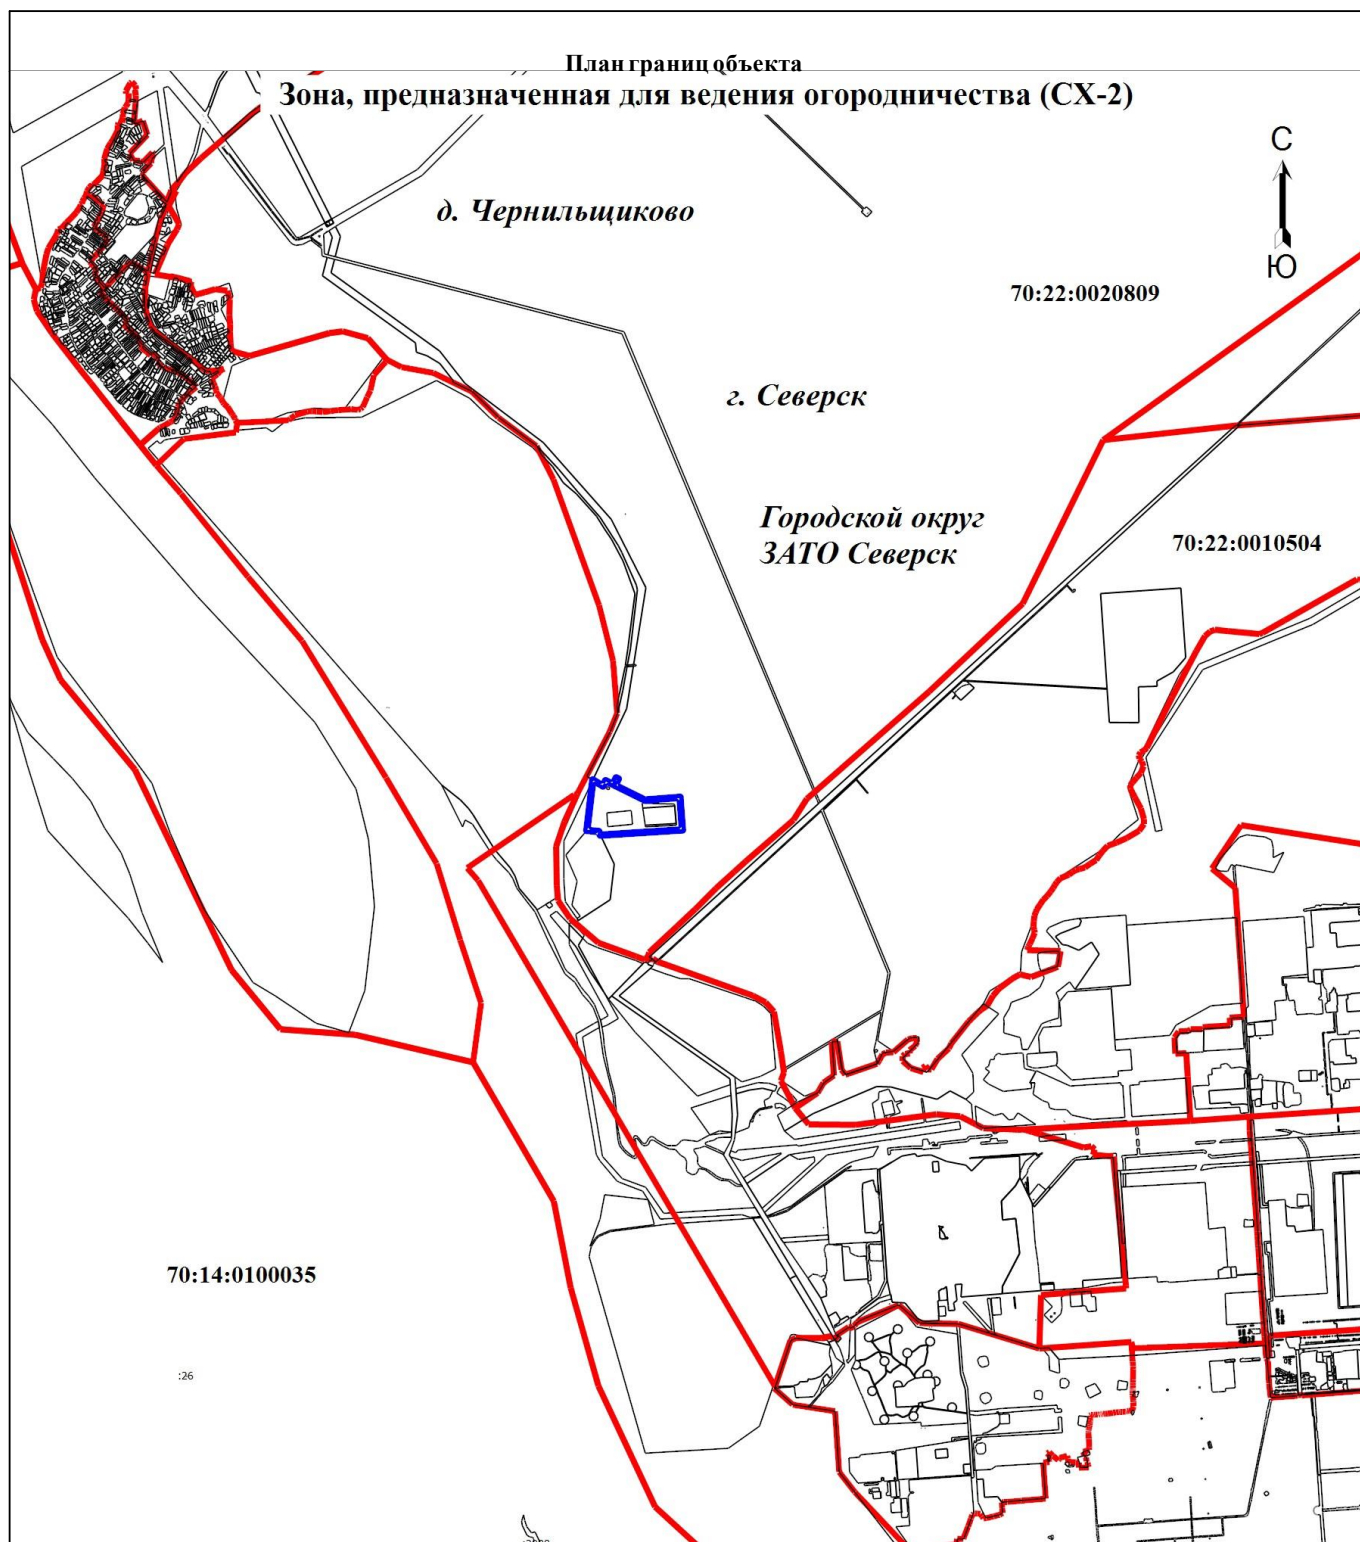 План границ объекта
Зона, предназначенная для ведения огородничества (СХ-2)
С
Ю
д. Чернильщиково
70:22:0020809
г. Северск
Городской округ
ЗАТО Северск
70:22:0010504
70:14:0100035
:26